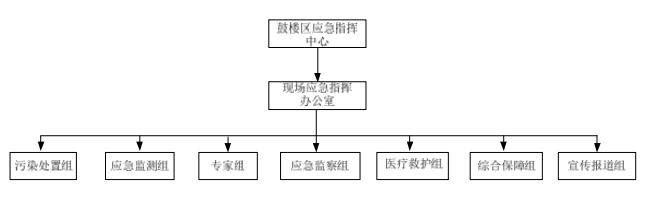 鼓楼区应急指挥
中心
现场应急指挥
办公室
污染处置组
应急监测组
专家组
应急监察组
医疗救护组
综合保障组
宣传报道组